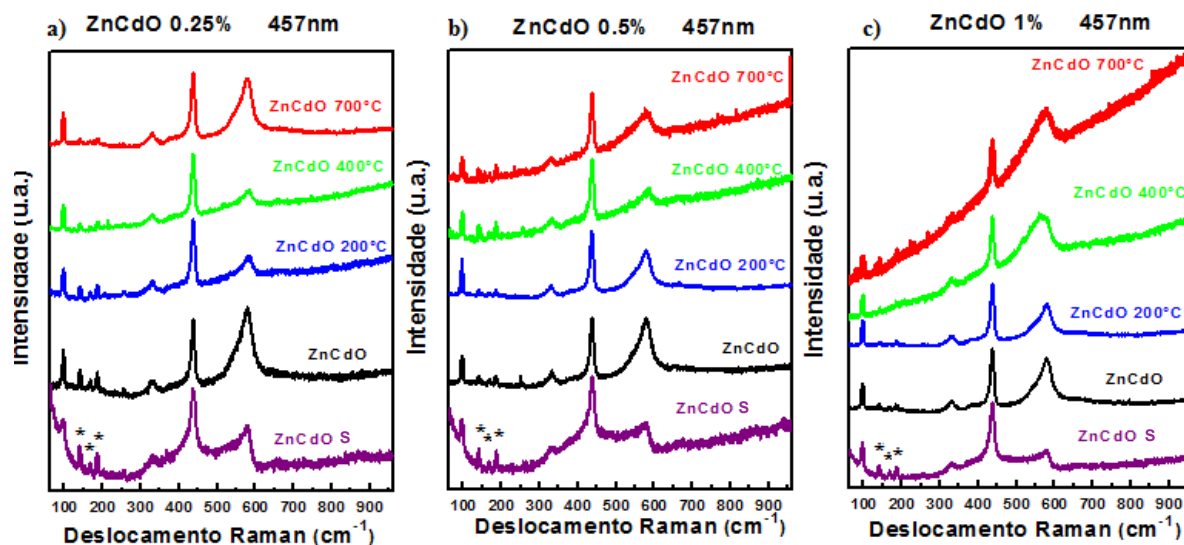 a) ZnCdO 0.25% 457nm
ZnCdO 700°C
ZnCdO 400°C
ZnCdO 200°C
ZnCdO
ZnCdO S
* * *
Intensidade (u.a.)
100 200 300 400 500 600 700 800 900
Deslocamento Raman (cm⁻¹)
b) ZnCdO 0.5% 457nm
ZnCdO 700°C
ZnCdO 400°C
ZnCdO 200°C
ZnCdO
ZnCdO S
* * *
Intensidade (u.a.)
100 200 300 400 500 600 700 800 900
Deslocamento Raman (cm⁻¹)
c) ZnCdO 1% 457nm
ZnCdO 700°C
ZnCdO 400°C
ZnCdO 200°C
ZnCdO
ZnCdO S
* * *
Intensidade (u.a.)
100 200 300 400 500 600 700 800 900
Deslocamento Raman (cm⁻¹)